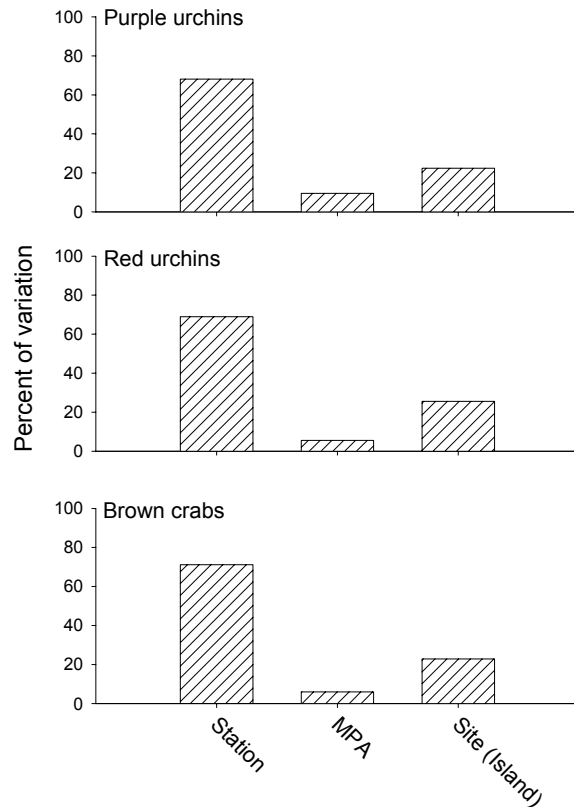 Purple urchins
100
80
60
40
20
0
Red urchins
100
80
60
40
20
0
Brown crabs
100
80
60
40
20
0
Percent of variation
Station
MPA
Site (Island)